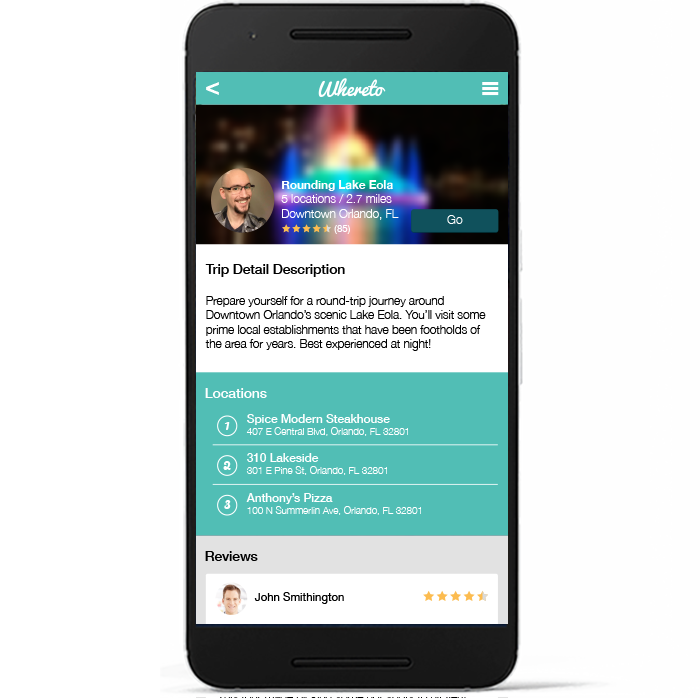 <
Whereto
Rounding Lake Eola
5 locations / 2.7 miles
Downtown Orlando, FL
(85)
Go
Trip Detail Description
Prepare yourself for a round-trip journey around
Downtown Orlando's scenic Lake Eola. You'll visit some
prime local establishments that have been footholds of
the area for years. Best experienced at night!
Locations
1
Spice Modern Steakhouse
407 E Central Blvd, Orlando, FL 32801
2
310 Lakeside
301 E Pine St, Orlando, FL 32801
3
Anthony's Pizza
100 N Summerlin Ave, Orlando, FL 32801
Reviews
John Smithington